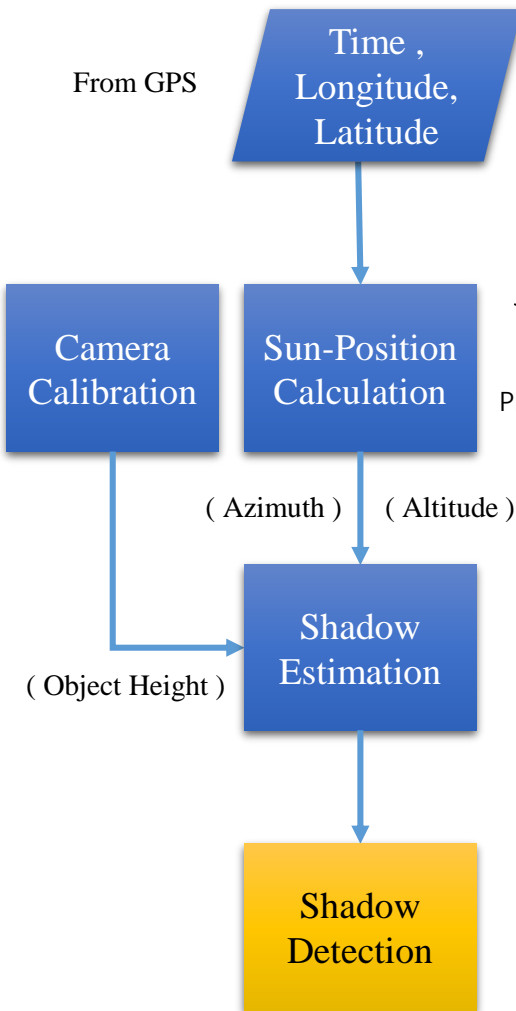 From GPS
Time ,
Longitude,
Latitude
Camera
Calibration
Sun-Position
Calculation
P
( Azimuth )
( Altitude )
Shadow
Estimation
( Object Height )
Shadow
Detection